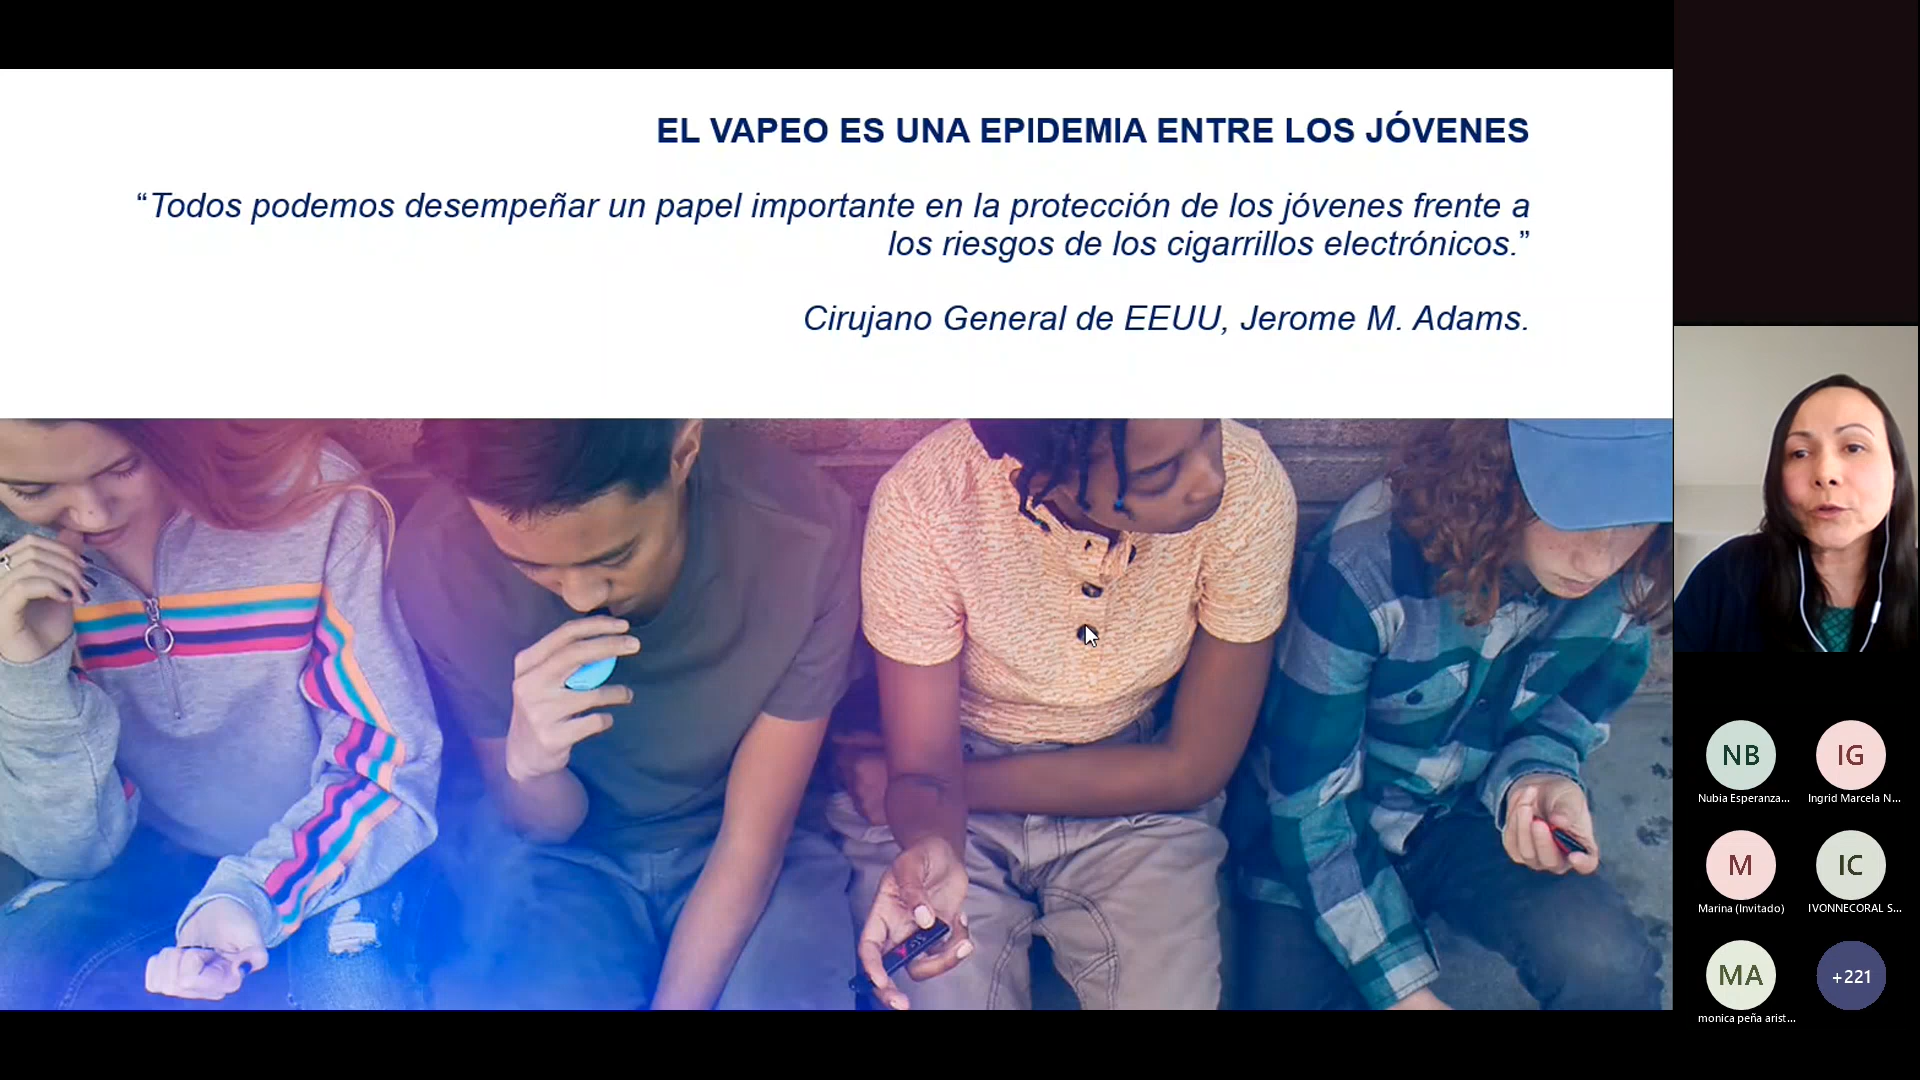 EL VAPEO ES UNA EPIDEMIA ENTRE LOS JÓVENES
“Todos podemos desempeñar un papel importante en la protección de los jóvenes frente a
los riesgos de los cigarrillos electrónicos.”
Cirujano General de EEUU, Jerome M. Adams.
NB
IG
Nubia Esperanza...
Ingrid Marcela N...
M
IC
Marina (Invitado)
IVONNECORAL S...
MA
+221
monica peña arist...